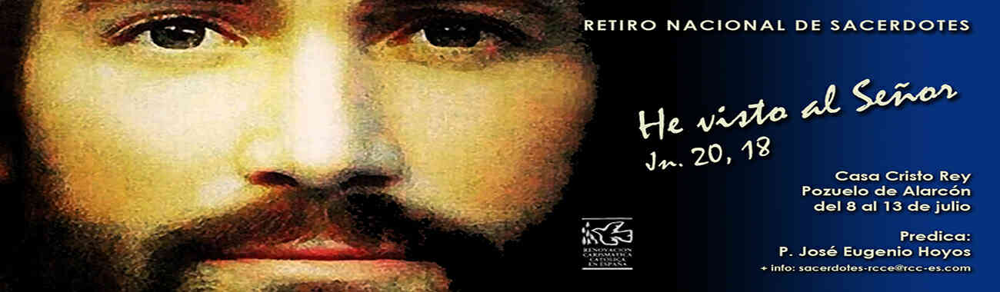 RETIRO NACIONAL DE SACERDOTES
He visto al Señor
Jn. 20, 18
Casa Cristo Rey
Pozuelo de Alarcón
del 8 al 13 de julio
Predica:
P. José Eugenio Hoyos
+ info: sacerdotes-rcce@rcc-es.com
RENOVACIÓN
CARISMÁTICA
CATÓLICA
EN ESPAÑA